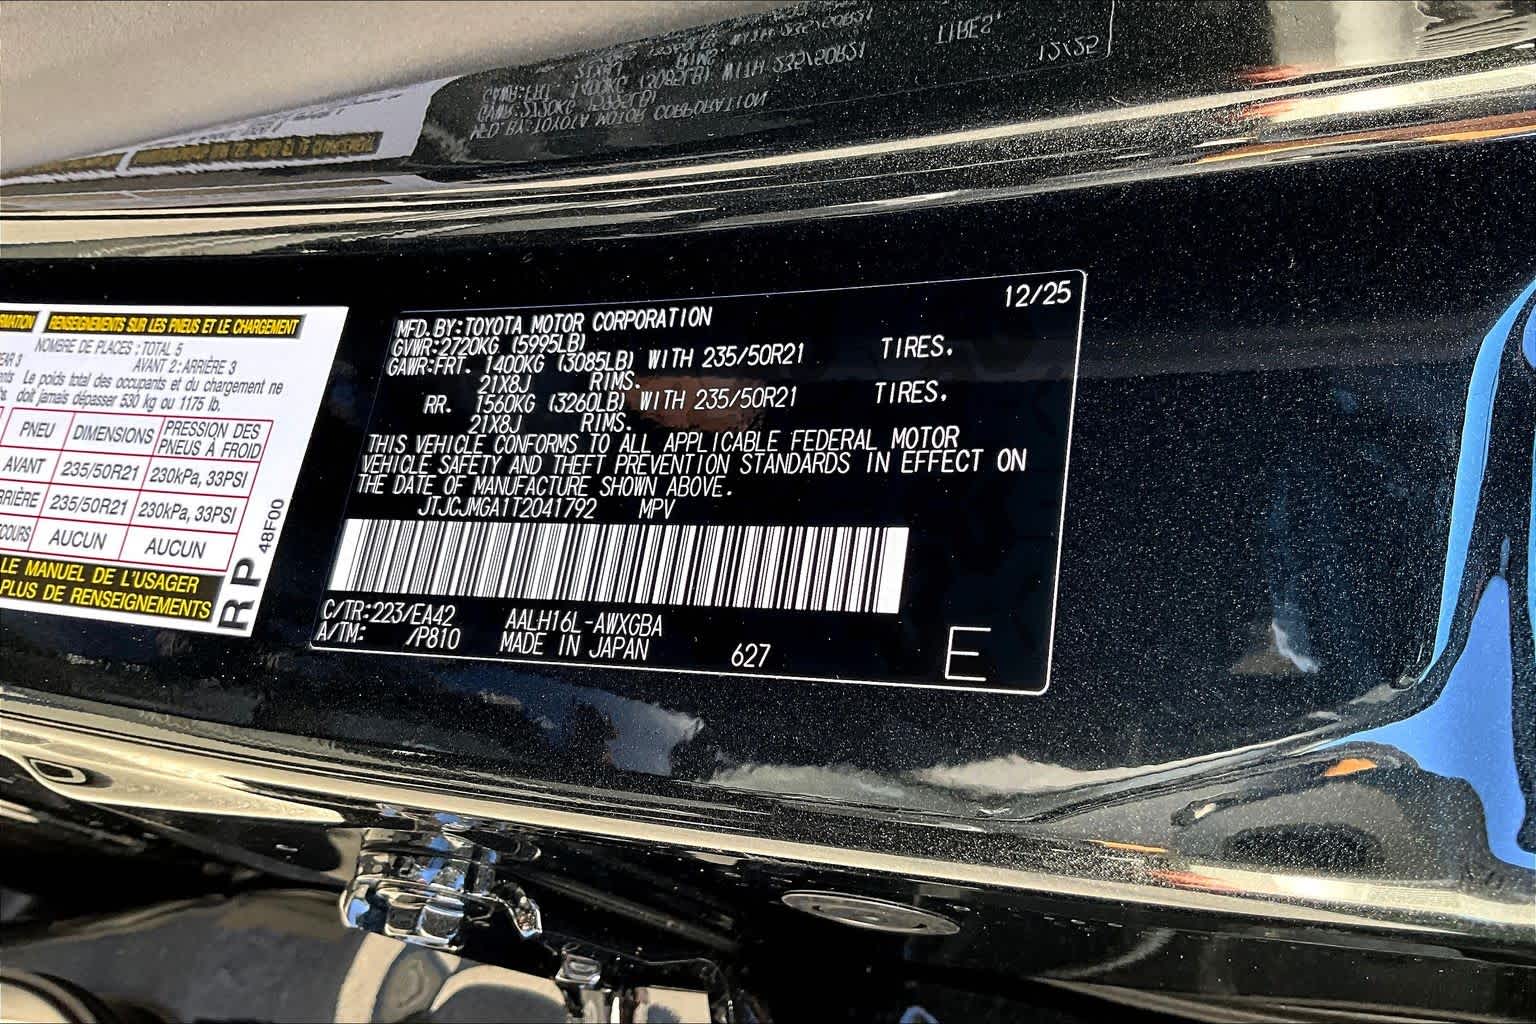 RMATION
RENSEIGNEMENTS SUR LES PNEUS ET LE CHARGEMENT
NOMBRE DE PLACES : TOTAL 5
EAR 3 AVANT 2 : ARRIÈRE 3
Le poids total des occupants et du chargement ne
doit jamais dépasser 530 kg ou 1175 lb.
PNEU DIMENSIONS PRESSION DES PNEUS À FROID
AVANT 235/50R21 230kPa, 33PSI
RRIÈRE 235/50R21 230kPa, 33PSI
COURS AUCUN AUCUN
LE MANUEL DE L'USAGER
PLUS DE RENSEIGNEMENTS
R P 48F00
12/25
MFD. BY:TOYOTA MOTOR CORPORATION
GVWR:2720KG (5995LB)
GAWR:FRT. 1400KG (3085LB) WITH 235/50R21 TIRES.
21X8J RIMS.
RR. 1560KG (3260LB) WITH 235/50R21 TIRES.
21X8J RIMS.
THIS VEHICLE CONFORMS TO ALL APPLICABLE FEDERAL MOTOR
VEHICLE SAFETY AND THEFT PREVENTION STANDARDS IN EFFECT ON
THE DATE OF MANUFACTURE SHOWN ABOVE.
JTJCJMGA1T2041792 MPV
C/TR:223/EA42 AALH16L-AWXGBA
A/TM: /P810 MADE IN JAPAN 627 E